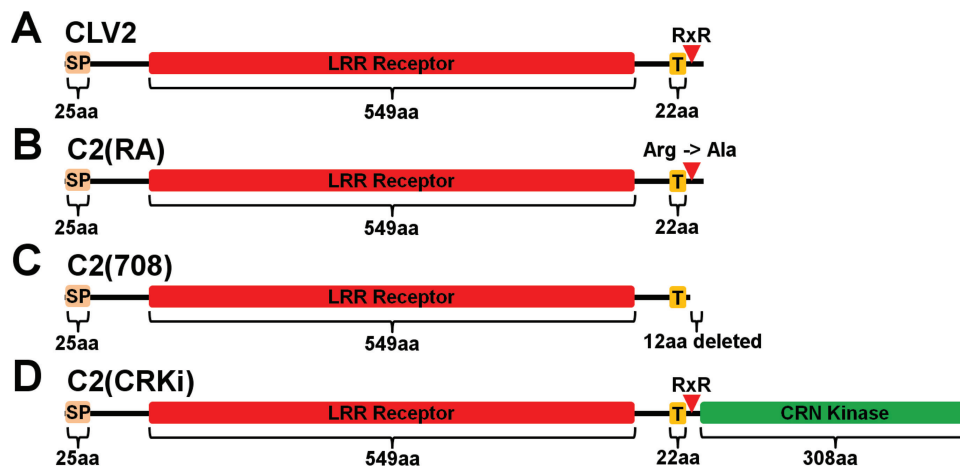 A
CLV2
RxR
SP
LRR Receptor
T
25aa
549aa
22aa
B
C2(RA)
Arg -> Ala
SP
LRR Receptor
T
25aa
549aa
22aa
C
C2(708)
SP
LRR Receptor
T
25aa
549aa
12aa deleted
D
C2(CRKi)
RxR
SP
LRR Receptor
T
CRN Kinase
25aa
549aa
22aa
308aa